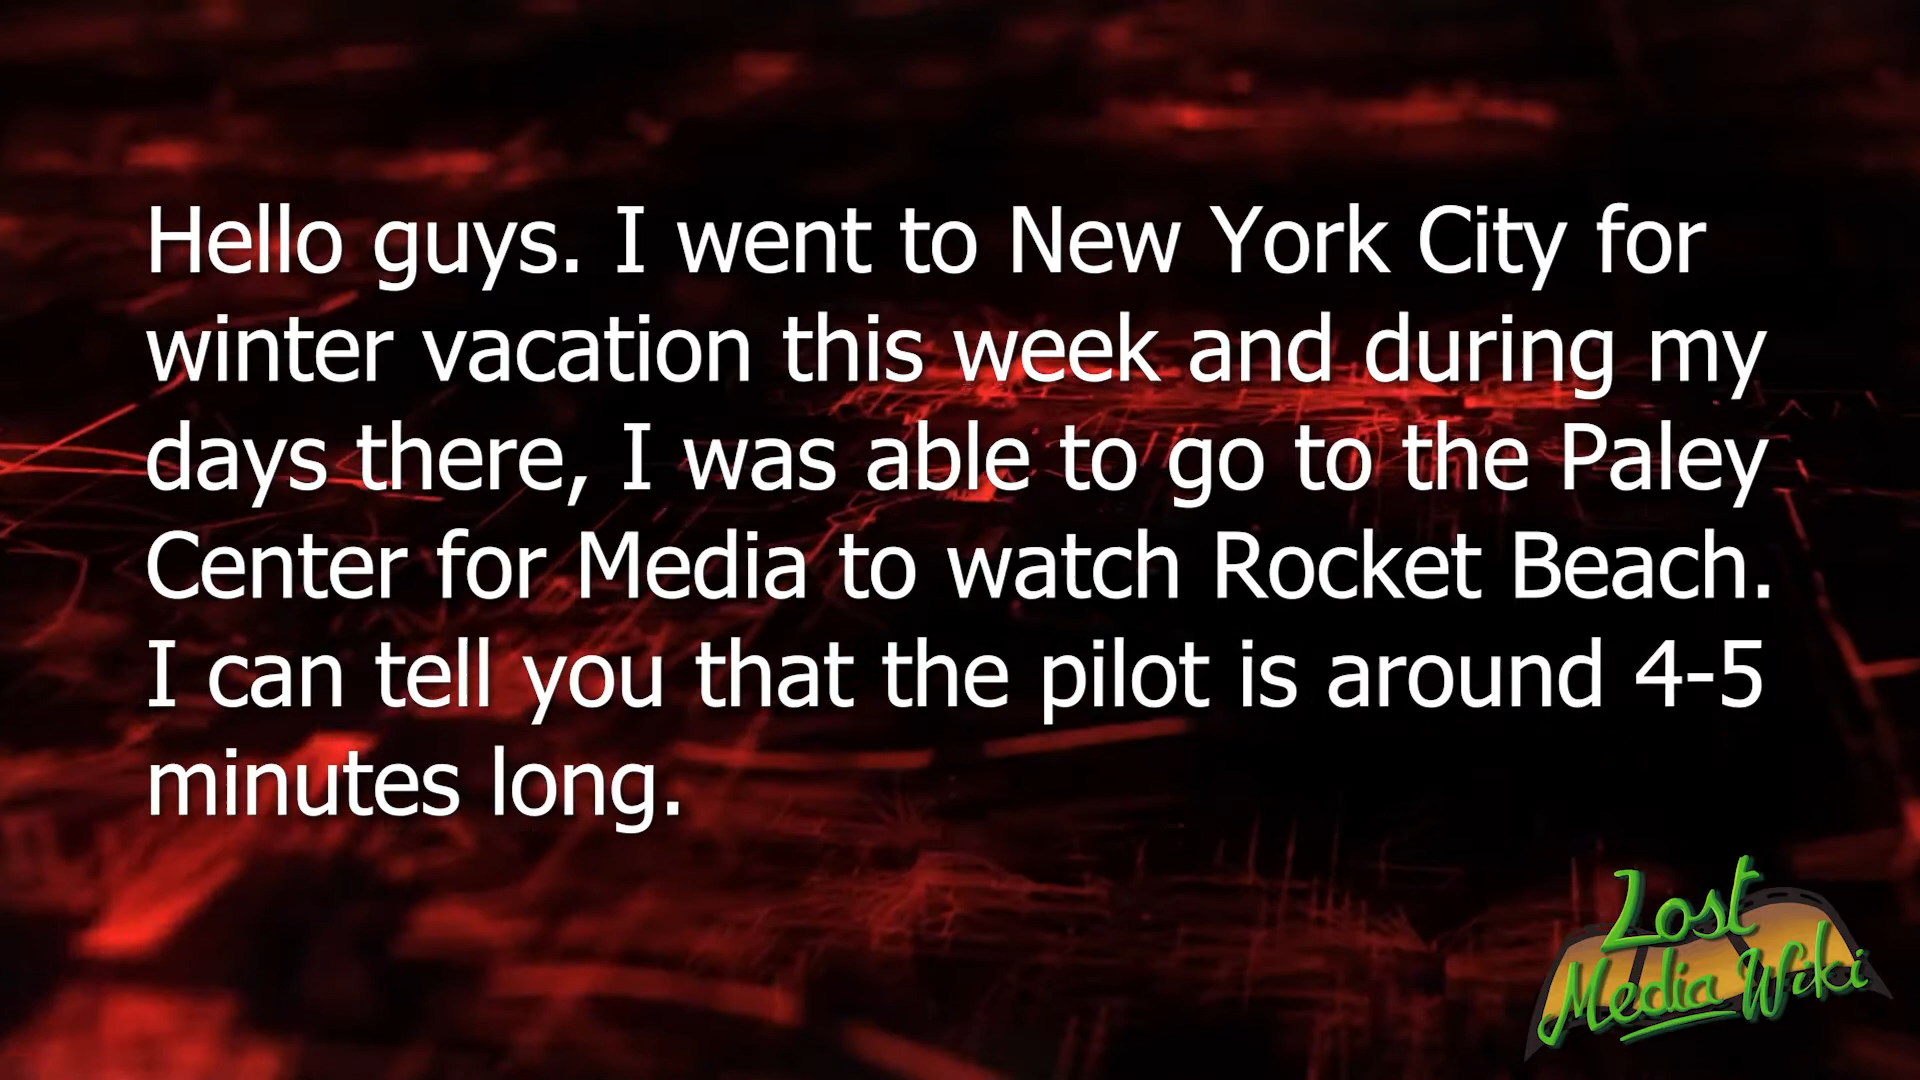 Hello guys. I went to New York City for
winter vacation this week and during my
days there, I was able to go to the Paley
Center for Media to watch Rocket Beach.
I can tell you that the pilot is around 4-5
minutes long.
Lost
Media Wiki